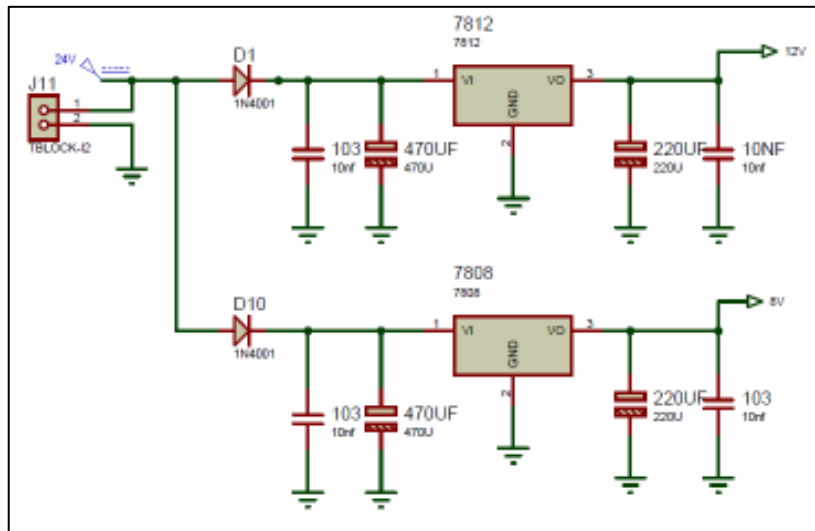 24V
J11
1
2
TBLOCK-I2
D1
1N4001
7812
7812
1
VI
VO
3
GND
2
12V
103
10nf
470UF
470U
220UF
220U
10NF
10nf
D10
1N4001
7808
7808
1
VI
VO
3
GND
2
8V
103
10nf
470UF
470U
220UF
220U
103
10nf